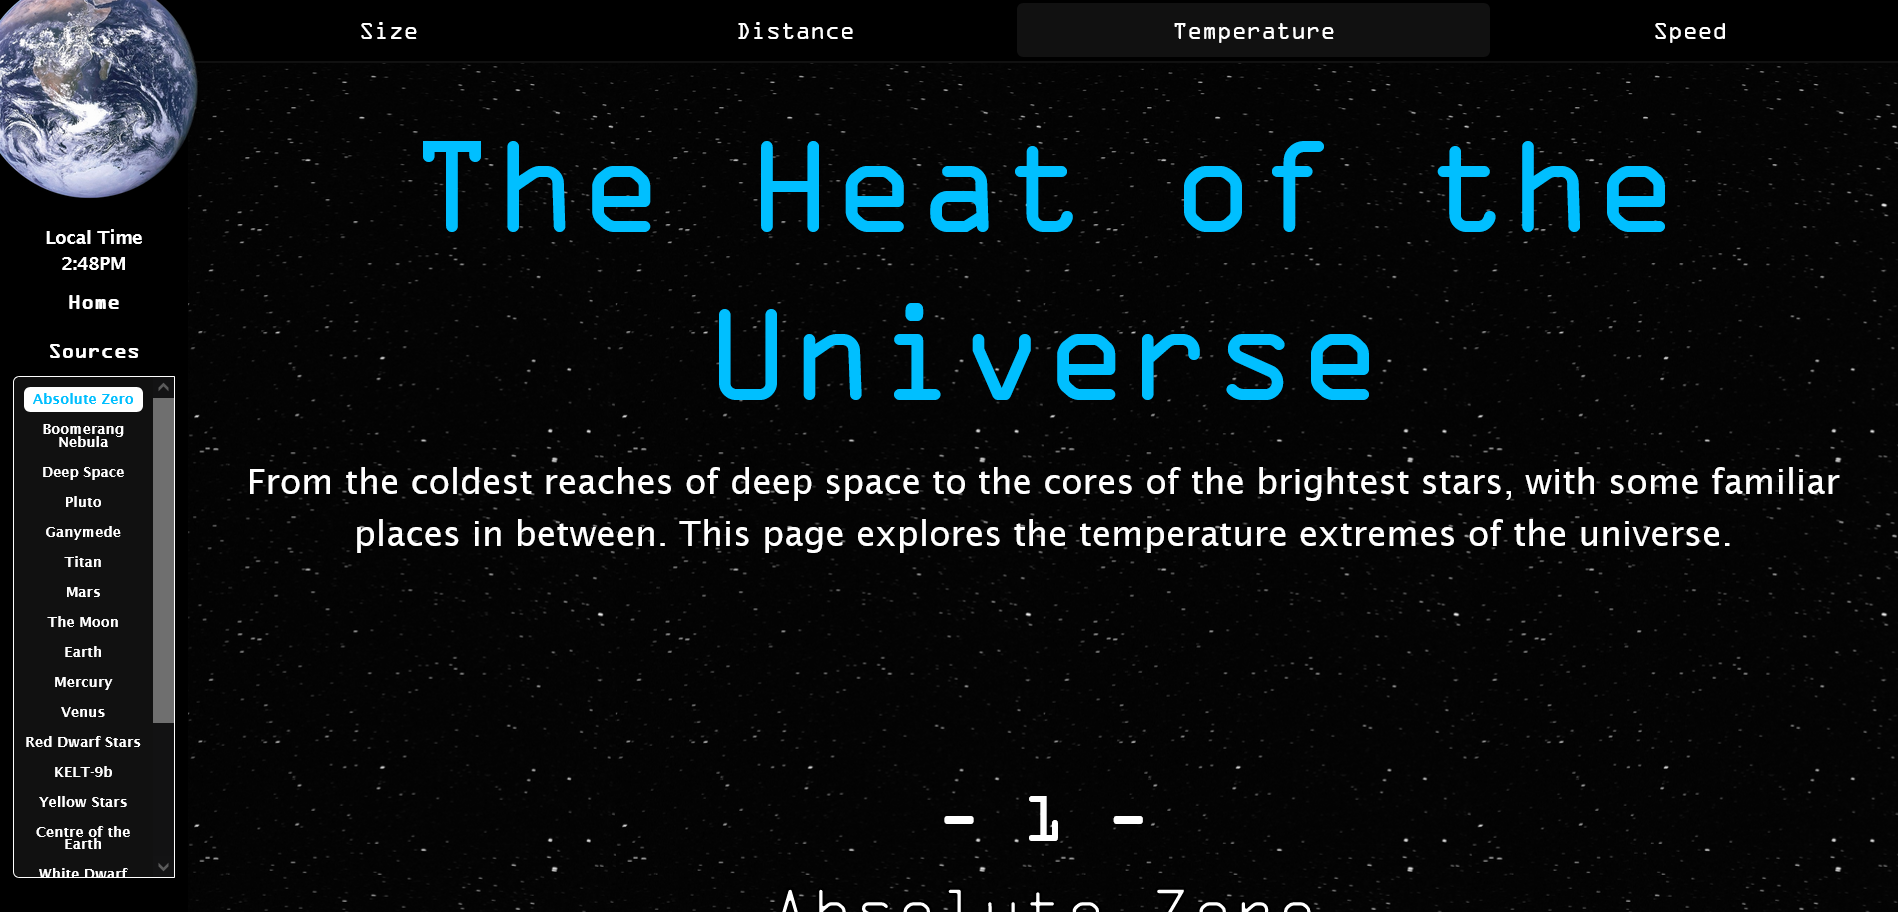 Size
Distance
Temperature
Speed
Local Time
2:48PM
Home
Sources
Absolute Zero
Boomerang
Nebula
Deep Space
Pluto
Ganymede
Titan
Mars
The Moon
Earth
Mercury
Venus
Red Dwarf Stars
KELT-9b
Yellow Stars
Centre of the
Earth
White Dwarf
The Heat of the
Universe
From the coldest reaches of deep space to the cores of the brightest stars, with some familiar
places in between. This page explores the temperature extremes of the universe.
- 1 -
Absolute Zero